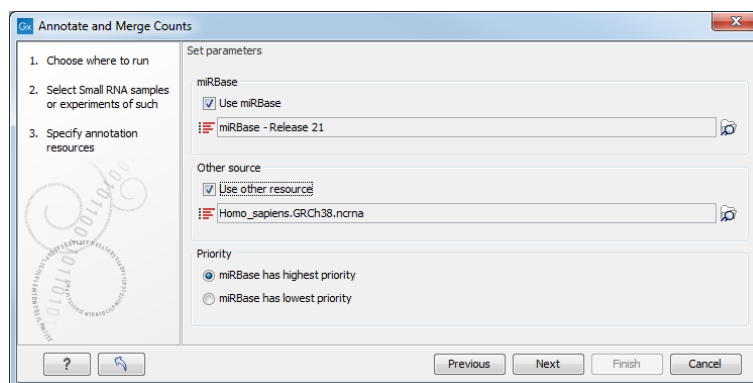 Gx Annotate and Merge Counts
X
1. Choose where to run
2. Select Small RNA samples
or experiments of such
3. Specify annotation
resources
Set parameters
miRBase
Use miRBase
miRBase - Release 21
Other source
Use other resource
Homo_sapiens.GRCh38.ncrna
Priority
miRBase has highest priority
miRBase has lowest priority
?
Previous
Next
Finish
Cancel